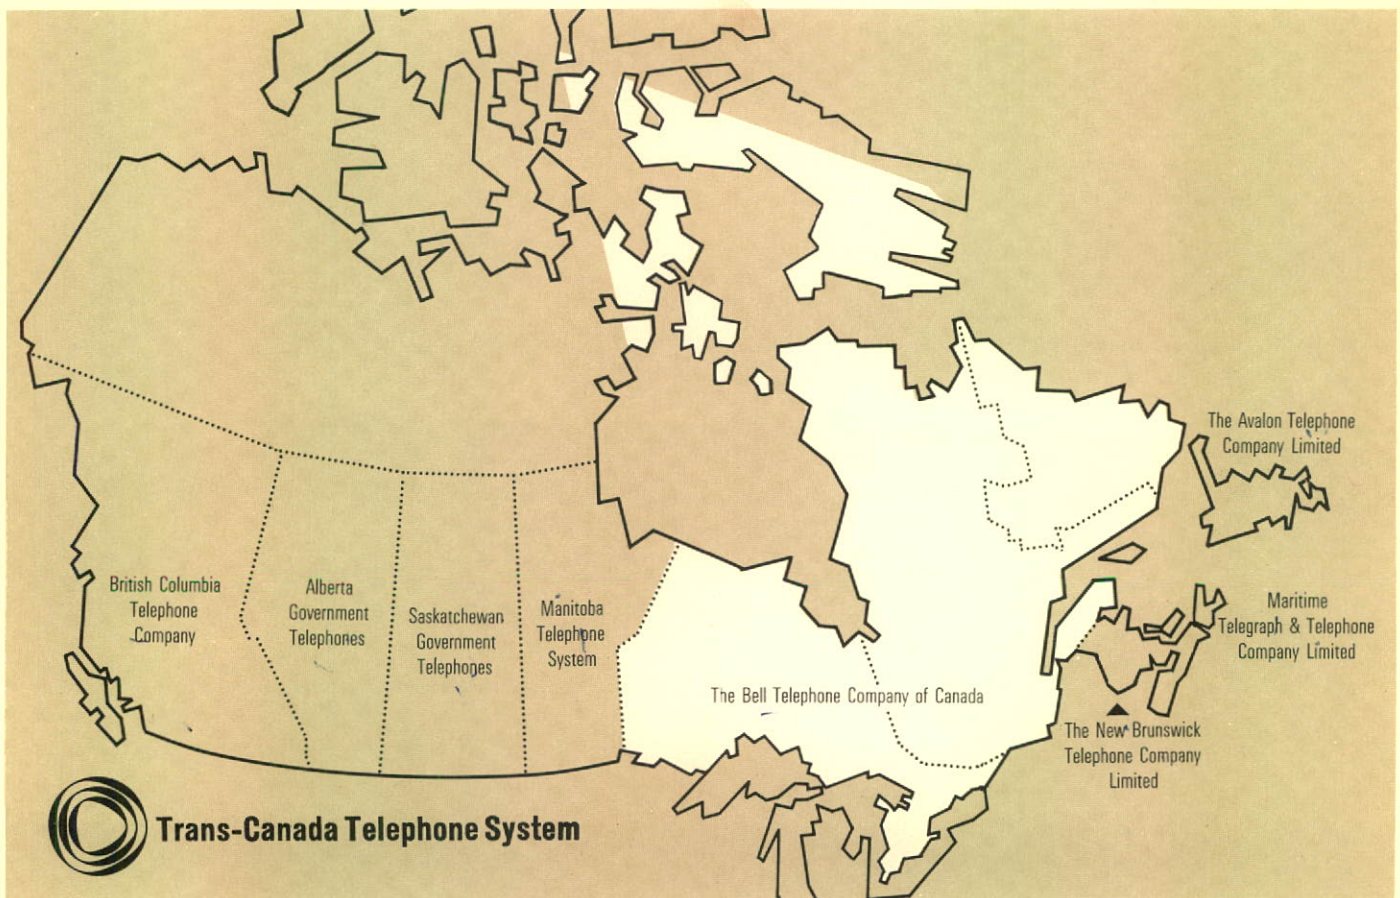 The Avalon Telephone
Company Limited
British Columbia
Telephone
Company
Alberta
Government
Telephones
Saskatchewan
Government
Telephones
Manitoba
Telephone
System
Maritime
Telegraph & Telephone
Company Limited
The Bell Telephone Company of Canada
The New Brunswick
Telephone Company
Limited
Trans-Canada Telephone System